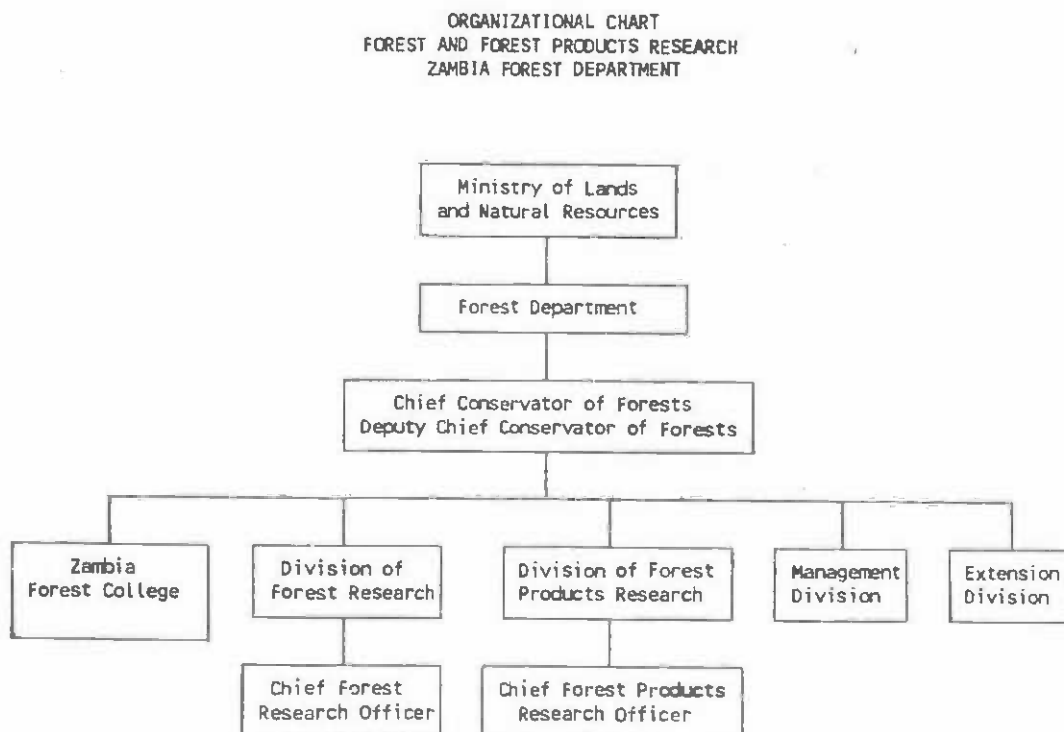 ORGANIZATIONAL CHART
FOREST AND FOREST PRODUCTS RESEARCH
ZAMBIA FOREST DEPARTMENT
Ministry of Lands
and Natural Resources
Forest Department
Chief Conservator of Forests
Deputy Chief Conservator of Forests
Zambia
Forest College
Division of
Forest Research
Division of Forest
Products Research
Management
Division
Extension
Division
Chief Forest
Research Officer
Chief Forest Products
Research Officer